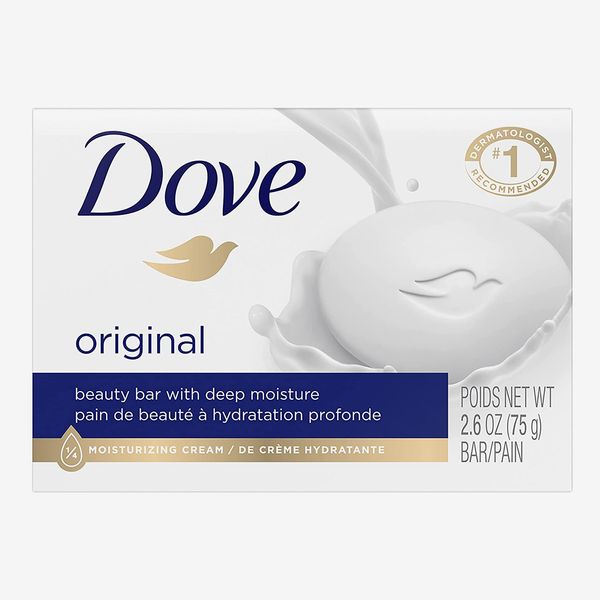 Dove
DERMATOLOGIST
#1
RECOMMENDED
original
beauty bar with deep moisture
pain de beauté à hydratation profonde
1/4 MOISTURIZING CREAM / DE CRÈME HYDRATANTE
POIDS NET WT
2.6 OZ (75 g)
BAR/PAIN